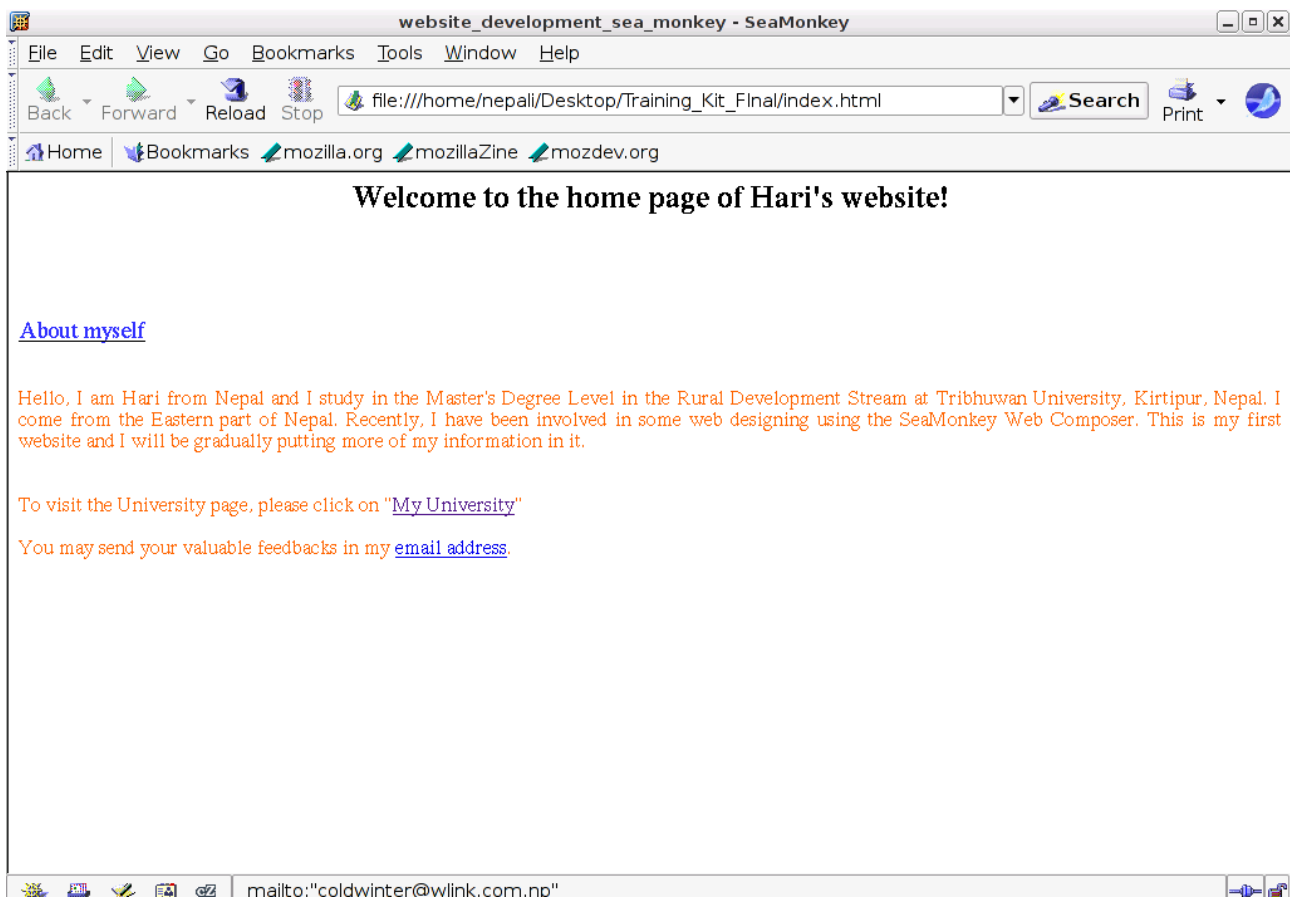 website_development_sea_monkey - SeaMonkey
File Edit View Go Bookmarks Tools Window Help
Back Forward Reload Stop file:///home/nepali/Desktop/Training_Kit_FInal/index.html Search Print
Home Bookmarks mozilla.org mozillaZine mozdev.org
Welcome to the home page of Hari's website!
About myself
Hello, I am Hari from Nepal and I study in the Master's Degree Level in the Rural Development Stream at Tribhuwan University, Kirtipur, Nepal. I
come from the Eastern part of Nepal. Recently, I have been involved in some web designing using the SeaMonkey Web Composer. This is my first
website and I will be gradually putting more of my information in it.
To visit the University page, please click on "My University"
You may send your valuable feedbacks in my email address.
mailto:"coldwinter@wlink.com.np"